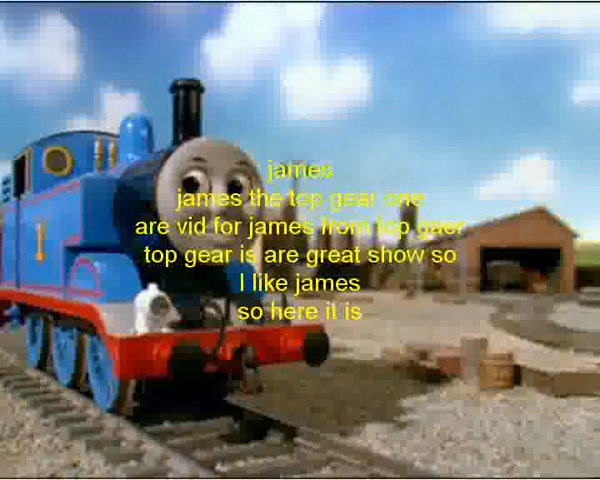 james
james the top gear one
are vid for james from top gaer
top gear is are great show so
I like james
so here it is
1